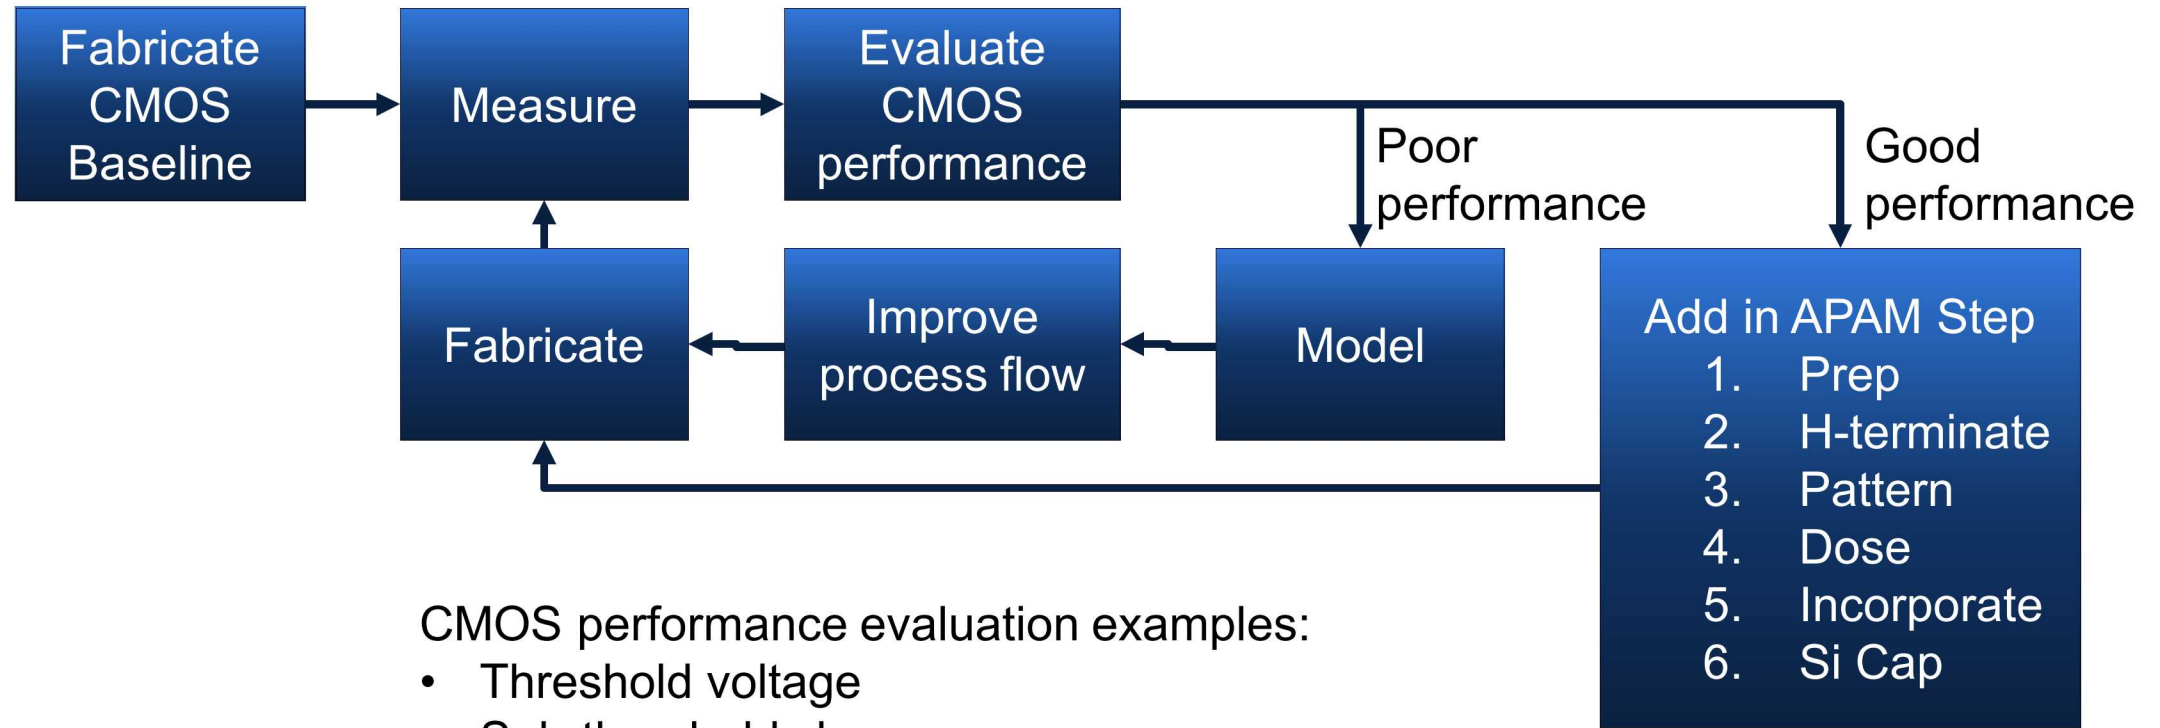 Fabricate
CMOS
Baseline
Measure
Evaluate
CMOS
performance
Poor
performance
Good
performance
Fabricate
Improve
process flow
Model
Add in APAM Step
1. Prep
2. H-terminate
3. Pattern
4. Dose
5. Incorporate
6. Si Cap
CMOS performance evaluation examples:
• Threshold voltage